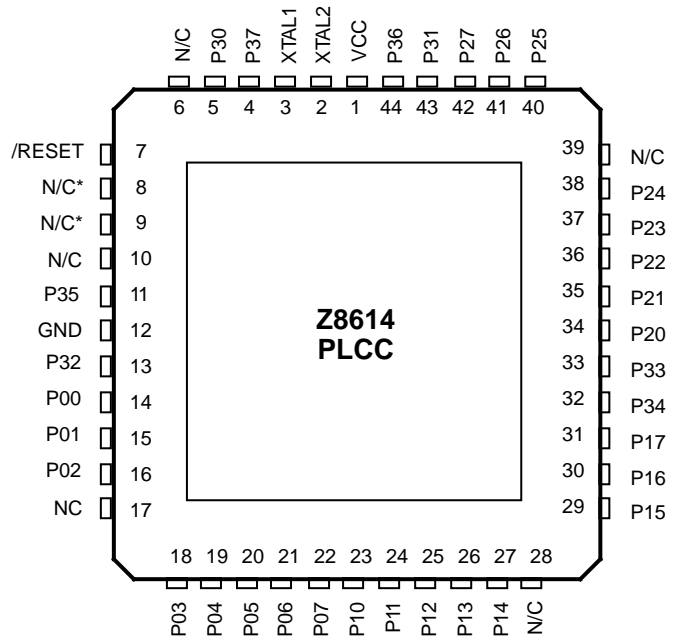 N/C P30 P37 XTAL1 XTAL2 VCC P36 P31 P27 P26 P25
6 5 4 3 2 1 44 43 42 41 40
/RESET 7
N/C* 8
N/C* 9
N/C 10
P35 11
GND 12
P32 13
P00 14
P01 15
P02 16
NC 17
Z8614
PLCC
39 N/C
38 P24
37 P23
36 P22
35 P21
34 P20
33 P33
32 P34
31 P17
30 P16
29 P15
18 19 20 21 22 23 24 25 26 27 28
P03 P04 P05 P06 P07 P10 P11 P12 P13 P14 N/C